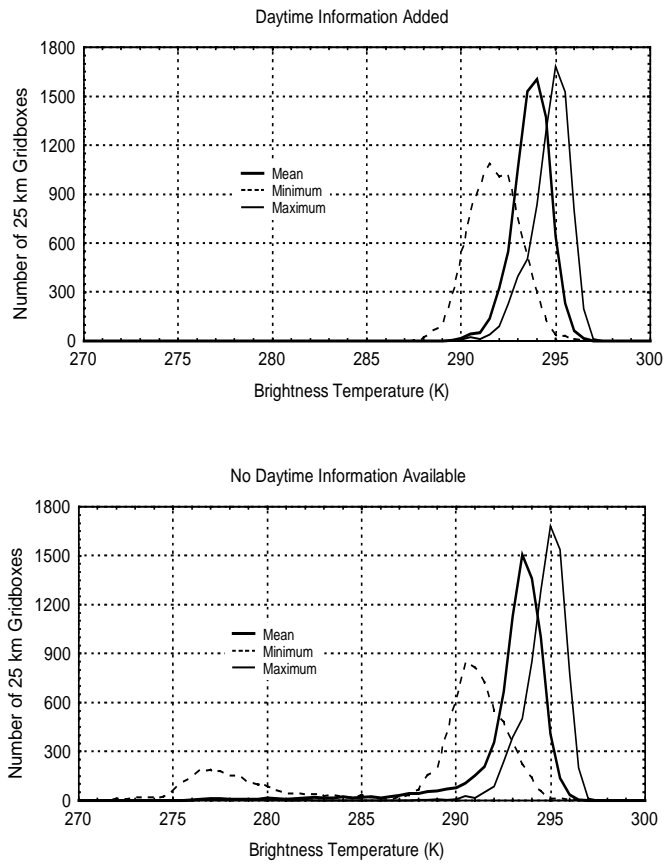 Daytime Information Added
1800
1500
1200
900
600
300
0
Number of 25 km Gridboxes
Mean
Minimum
Maximum
270 275 280 285 290 295 300
Brightness Temperature (K)
No Daytime Information Available
1800
1500
1200
900
600
300
0
Number of 25 km Gridboxes
Mean
Minimum
Maximum
270 275 280 285 290 295 300
Brightness Temperature (K)